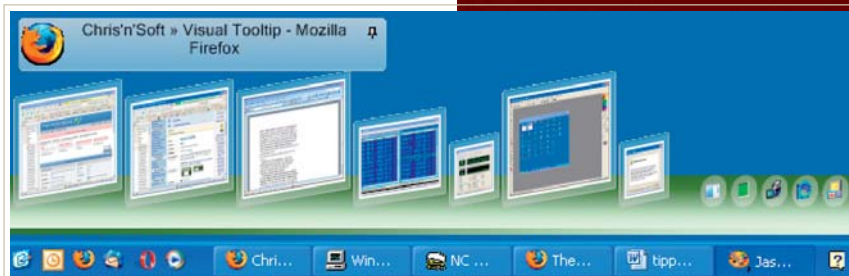 Chris'n'Soft » Visual Tooltip - Mozilla
Firefox
Chri...
Win...
NC ...
The...
tipp...
Jas...